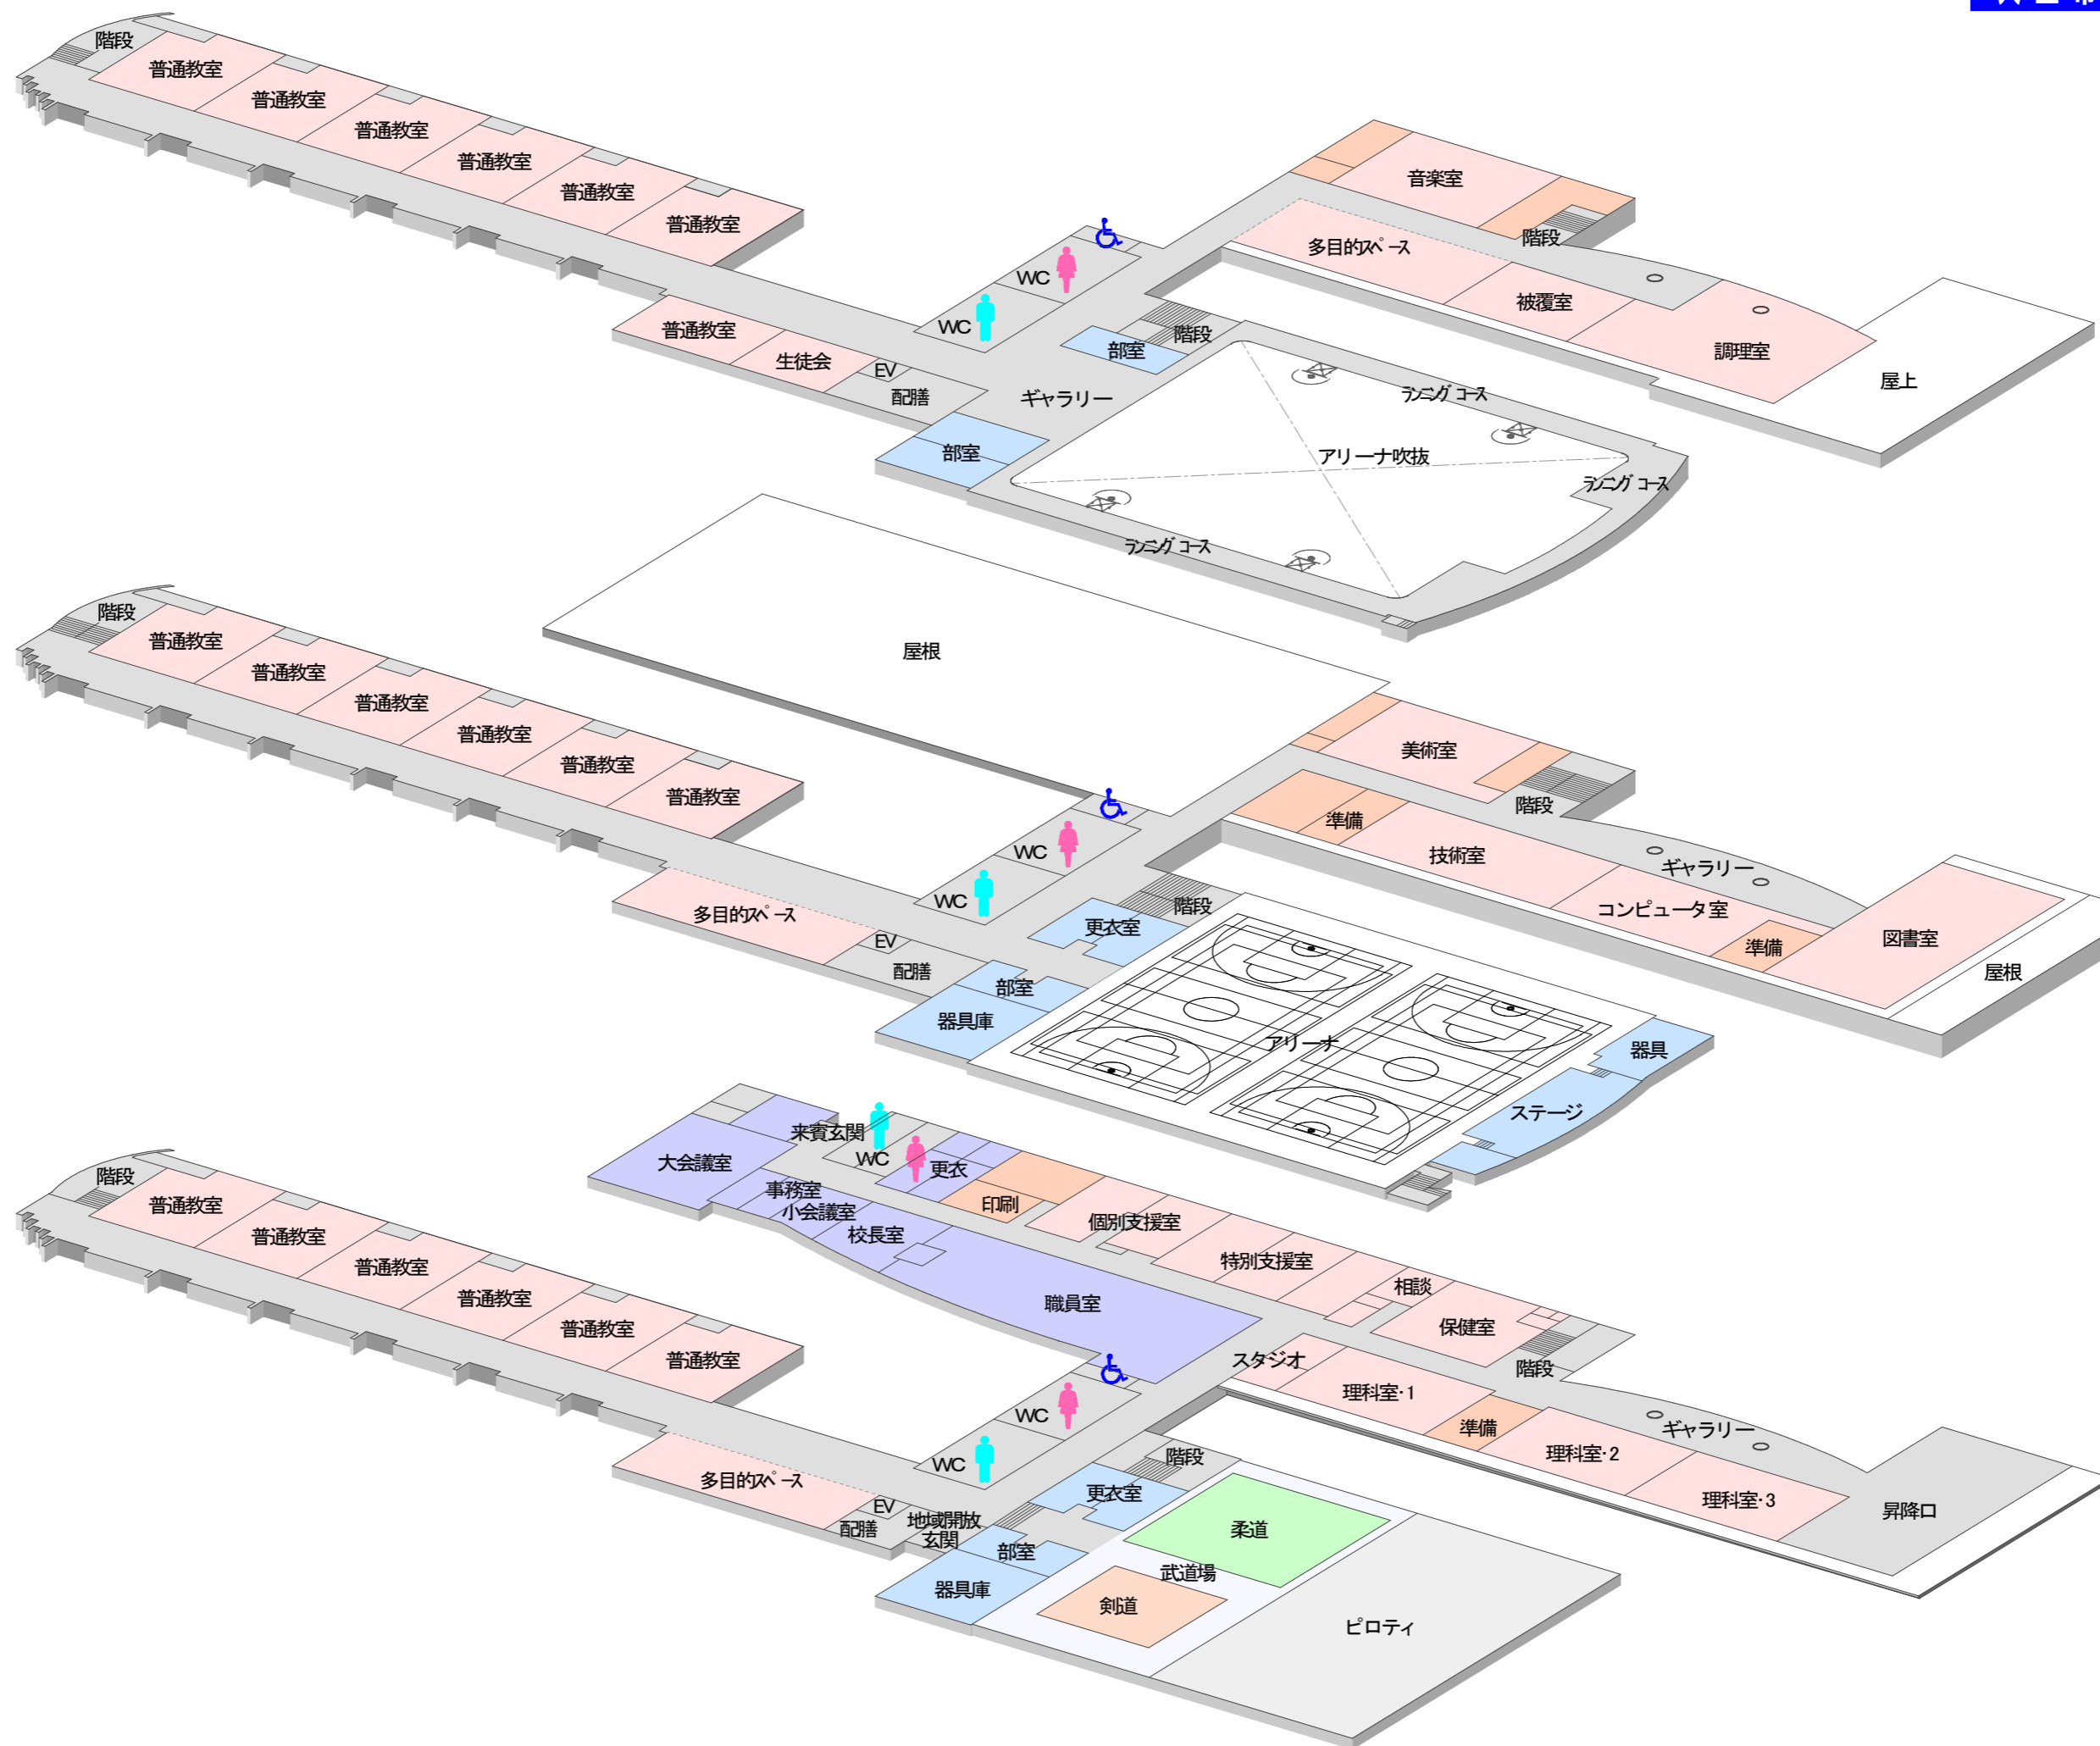 階段
普通教室
普通教室
普通教室
普通教室
普通教室
普通教室
音楽室
階段
多目的スペース
被覆室
調理室
屋上
WC
WC
普通教室
生徒会
EV
配膳
部室
階段
ギャラリー
部室
ランニングコース
アリーナ吹抜
ランニングコース
ランニングコース
屋根
階段
普通教室
普通教室
普通教室
普通教室
普通教室
普通教室
美術室
階段
準備
技術室
ギャラリー
コンピュータ室
準備
図書室
屋根
WC
WC
多目的スペース
EV
配膳
更衣室
階段
部室
器具庫
アリーナ
器具
ステージ
階段
普通教室
普通教室
普通教室
普通教室
普通教室
普通教室
来賓玄関
大会議室
WC
更衣
事務室
小会議室
印刷
校長室
個別支援室
特別支援室
職員室
相談
保健室
階段
スタジオ
理科室・1
準備
理科室・2
ギャラリー
理科室・3
昇降口
WC
WC
多目的スペース
EV
配膳
地域開放
玄関
更衣室
階段
部室
器具庫
柔道
武道場
剣道
ピロティ